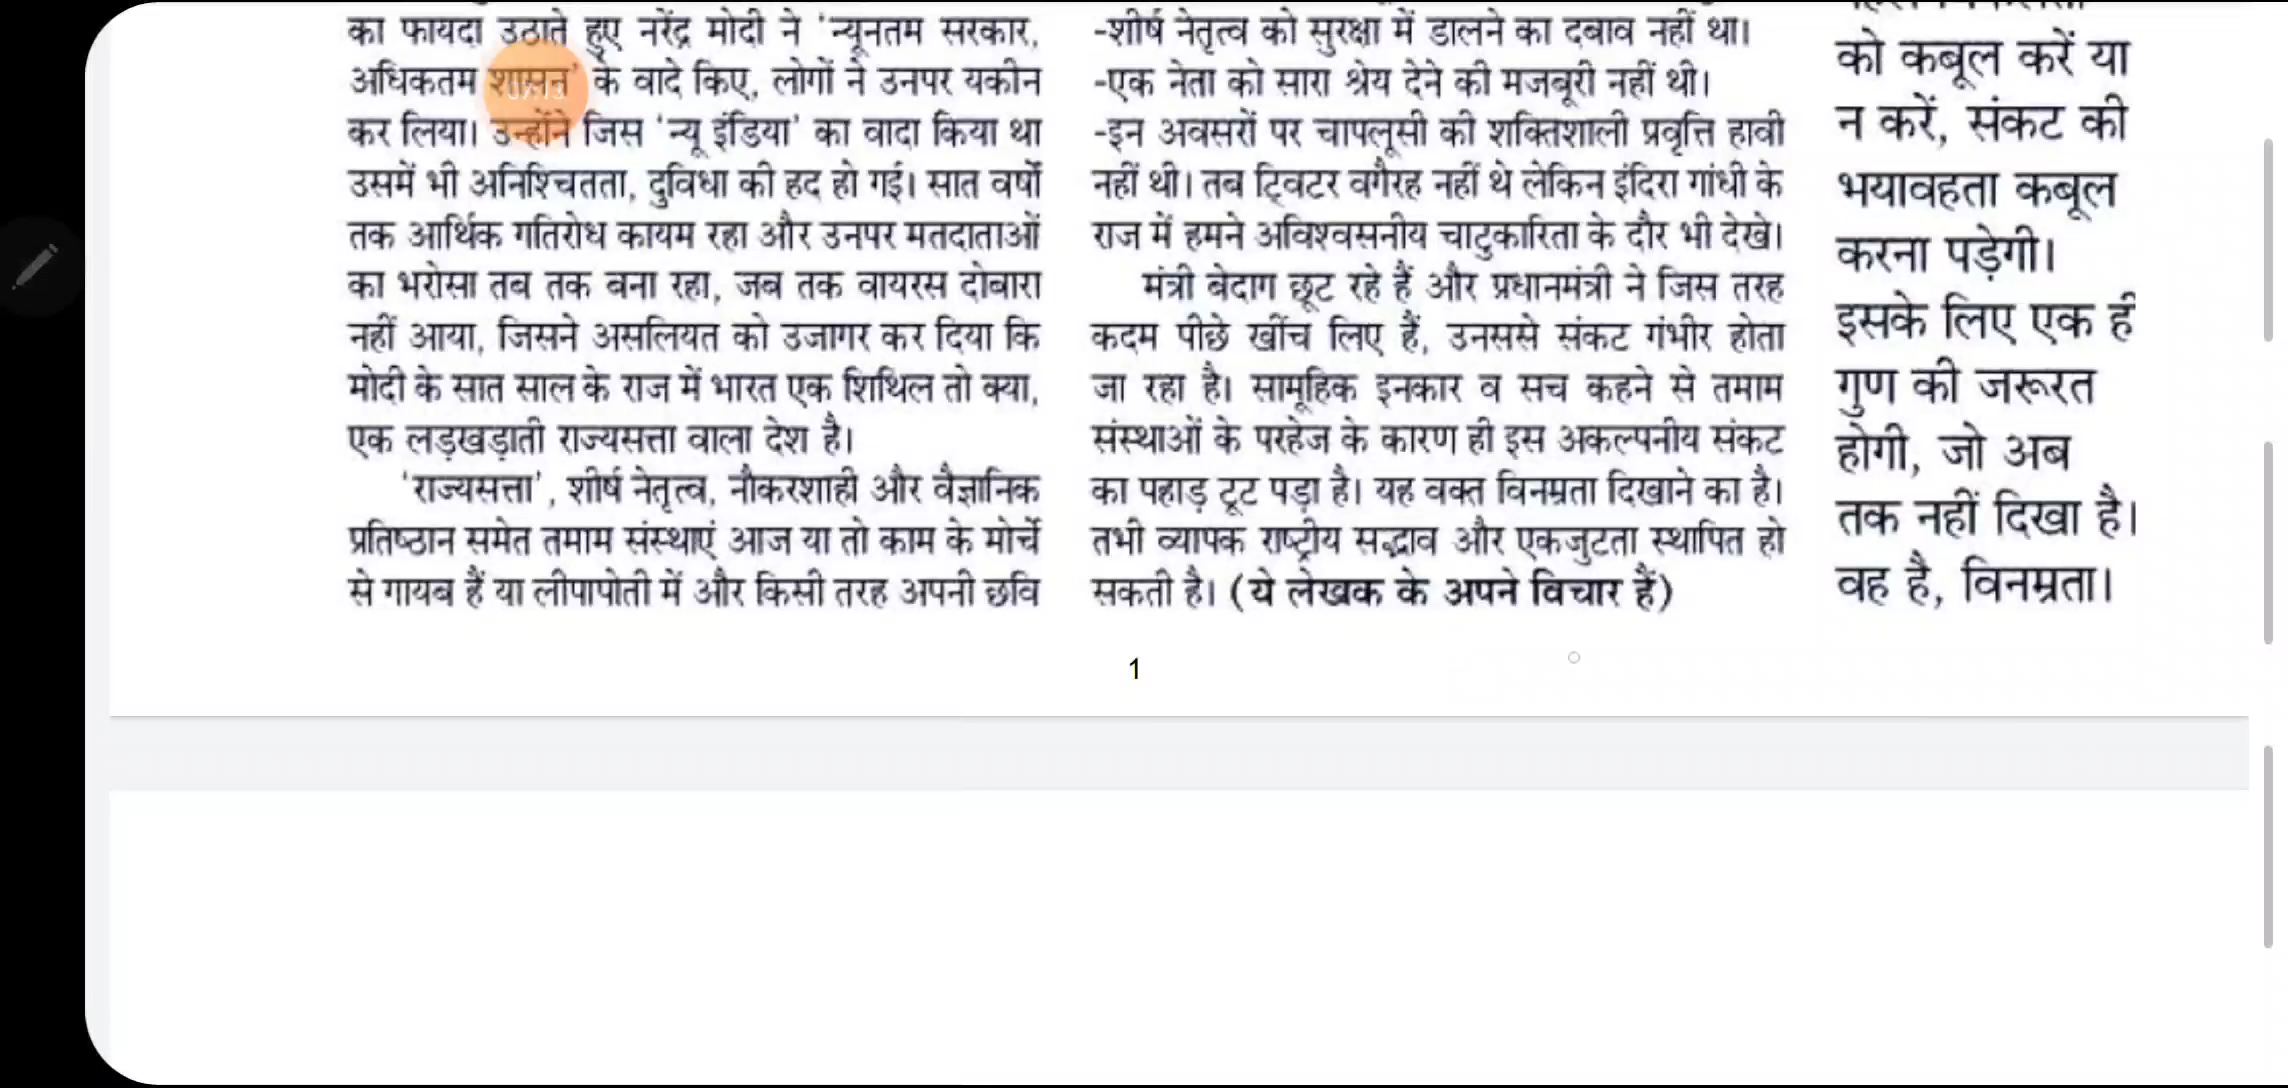 का फायदा उठाते हुए नरेंद्र मोदी ने 'न्यूनतम सरकार,
अधिकतम शासन' के वादे किए, लोगों ने उनपर यकीन
कर लिया। उन्होंने जिस 'न्यू इंडिया' का वादा किया था
उसमें भी अनिश्चितता, दुविधा की हद हो गई। सात वर्षों
तक आर्थिक गतिरोध कायम रहा और उनपर मतदाताओं
का भरोसा तब तक बना रहा, जब तक वायरस दोबारा
नहीं आया, जिसने असलियत को उजागर कर दिया कि
मोदी के सात साल के राज में भारत एक शिथिल तो क्या,
एक लड़खड़ाती राज्यसत्ता वाला देश है।
'राज्यसत्ता', शीर्ष नेतृत्व, नौकरशाही और वैज्ञानिक
प्रतिष्ठान समेत तमाम संस्थाएं आज या तो काम के मोर्चे
से गायब हैं या लीपापोती में और किसी तरह अपनी छवि
-शीर्ष नेतृत्व को सुरक्षा में डालने का दबाव नहीं था।
-एक नेता को सारा श्रेय देने की मजबूरी नहीं थी।
-इन अवसरों पर चापलूसी की शक्तिशाली प्रवृत्ति हावी
नहीं थी। तब ट्विटर वगैरह नहीं थे लेकिन इंदिरा गांधी के
राज में हमने अविश्वसनीय चाटुकारिता के दौर भी देखे।
मंत्री बेदाग छूट रहे हैं और प्रधानमंत्री ने जिस तरह
कदम पीछे खींच लिए हैं, उनससे संकट गंभीर होता
जा रहा है। सामूहिक इनकार व सच कहने से तमाम
संस्थाओं के परहेज के कारण ही इस अकल्पनीय संकट
का पहाड़ टूट पड़ा है। यह वक्त विनम्रता दिखाने का है।
तभी व्यापक राष्ट्रीय सद्भाव और एकजुटता स्थापित हो
सकती है। (ये लेखक के अपने विचार हैं)
को कबूल करें या
न करें, संकट की
भयावहता कबूल
करना पड़ेगी।
इसके लिए एक ही
गुण की जरूरत
होगी, जो अब
तक नहीं दिखा है।
वह है, विनम्रता।
1